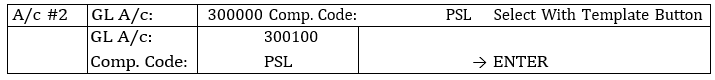 A/c #2 GL A/c: 300000 Comp. Code: PSL Select With Template Button
GL A/c: 300100
Comp. Code: PSL → ENTER